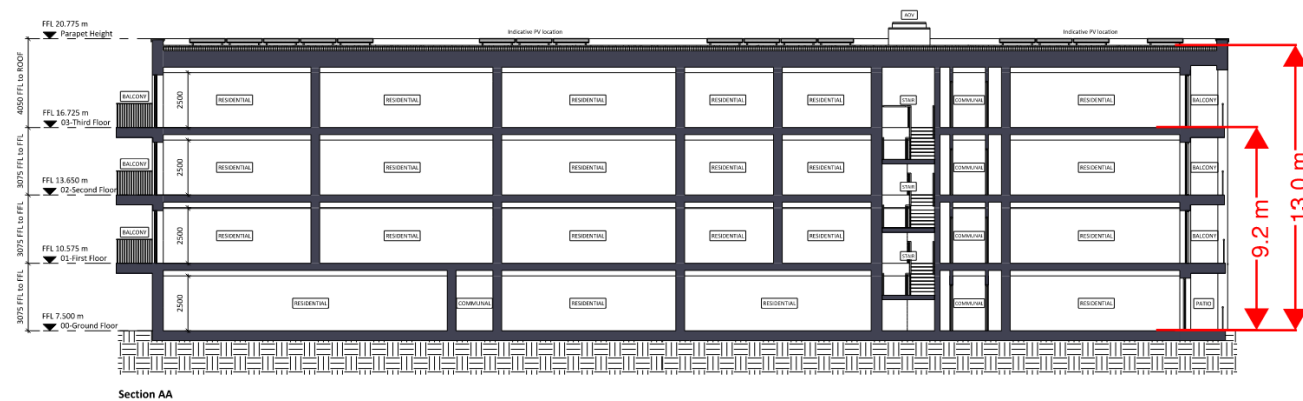 AOV
FFL 20.775 m
Parapet Height
Indicative PV location
Indicative PV location
4050 FFL to ROOF
BALCONY
2500
RESIDENTIAL
RESIDENTIAL
RESIDENTIAL
RESIDENTIAL
RESIDENTIAL
STAIR
COMMUNAL
RESIDENTIAL
BALCONY
FFL 16.725 m
03-Third Floor
3075 FFL to FFL
BALCONY
2500
RESIDENTIAL
RESIDENTIAL
RESIDENTIAL
RESIDENTIAL
RESIDENTIAL
STAIR
COMMUNAL
RESIDENTIAL
BALCONY
FFL 13.650 m
02-Second Floor
3075 FFL to FFL
BALCONY
2500
RESIDENTIAL
RESIDENTIAL
RESIDENTIAL
RESIDENTIAL
RESIDENTIAL
STAIR
COMMUNAL
RESIDENTIAL
BALCONY
FFL 10.575 m
01-First Floor
3075 FFL to FFL
2500
RESIDENTIAL
COMMUNAL
RESIDENTIAL
RESIDENTIAL
COMMUNAL
RESIDENTIAL
PATIO
FFL 7.500 m
00-Ground Floor
9.2 m
13.0 m
Section AA